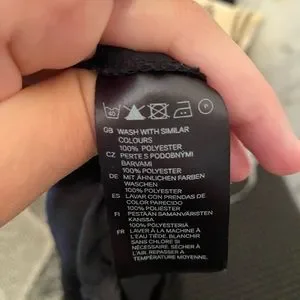 GB WASH WITH SIMILAR
COLOURS
100% POLYESTER
CZ PERTE S PODOBNÝMI
BARVAMI
100% POLYESTER
DE MIT ÄHNLICHEN FARBEN
WASCHEN
100% POLYESTER
ES LAVAR CON PRENDAS DE
COLOR PARECIDO
100% POLIÉSTER
FI PESTÄÄN SAMANVÄRISTEN
KANSSA
100% POLYESTERIÄ
FR LAVER À LA MACHINE À
L'EAU TIÈDE. BLANCHIR
SANS CHLORE SI
NÉCESSAIRE. SÉCHER À
L'AIR. REPASSER À
TEMPÉRATURE MOYENNE.